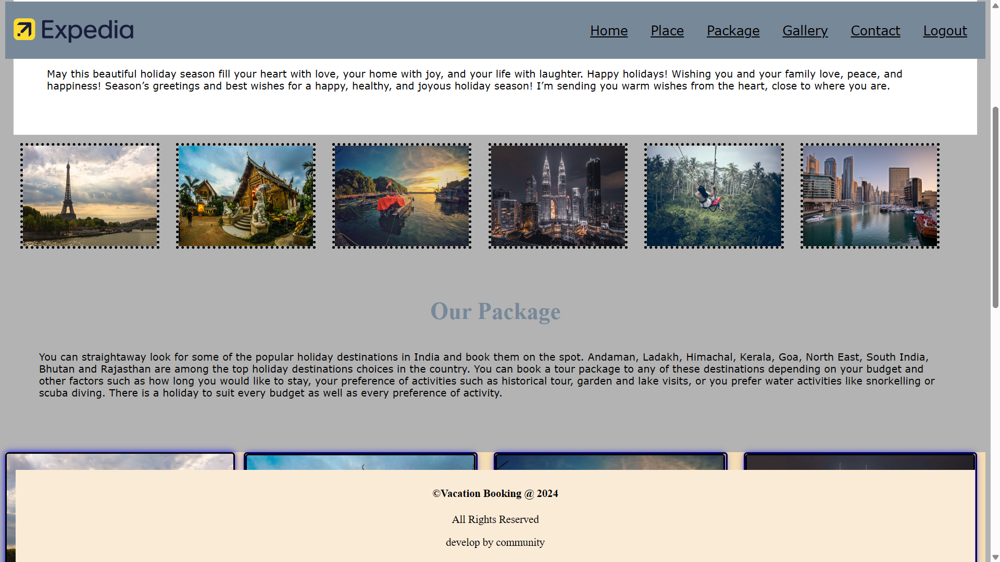 Expedia
Home Place Package Gallery Contact Logout
May this beautiful holiday season fill your heart with love, your home with joy, and your life with laughter. Happy holidays! Wishing you and your family love, peace, and
happiness! Season’s greetings and best wishes for a happy, healthy, and joyous holiday season! I’m sending you warm wishes from the heart, close to where you are.
Our Package
You can straightaway look for some of the popular holiday destinations in India and book them on the spot. Andaman, Ladakh, Himachal, Kerala, Goa, North East, South India,
Bhutan and Rajasthan are among the top holiday destinations choices in the country. You can book a tour package to any of these destinations depending on your budget and
other factors such as how long you would like to stay, your preference of activities such as historical tour, garden and lake visits, or you prefer water activities like snorkelling or
scuba diving. There is a holiday to suit every budget as well as every preference of activity.
©Vacation Booking @ 2024
All Rights Reserved
develop by community